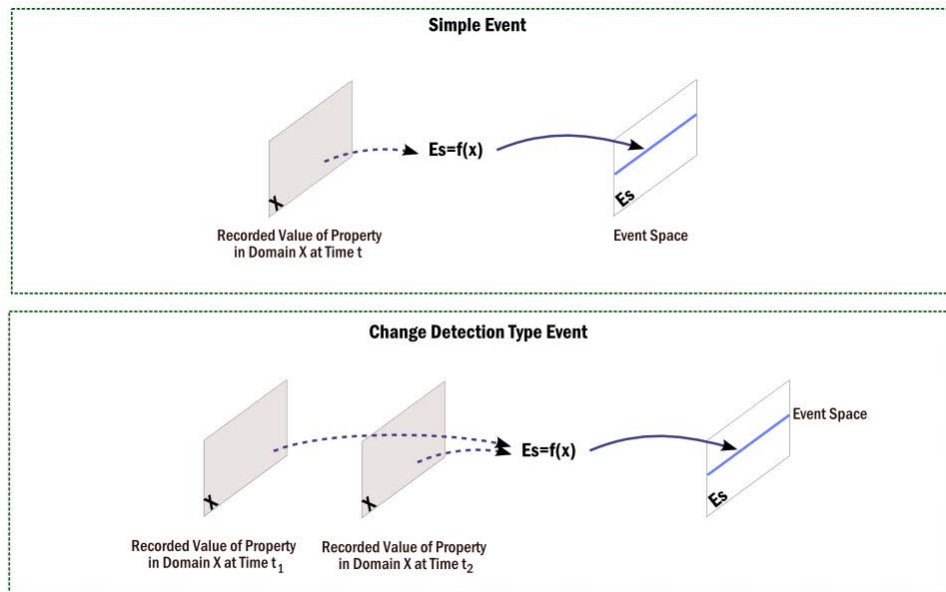 Simple Event
Es=f(x)
X
Es
Recorded Value of Property
in Domain X at Time t
Event Space
Change Detection Type Event
Event Space
Es=f(x)
X
X
Es
Recorded Value of Property
in Domain X at Time t₁
Recorded Value of Property
in Domain X at Time t₂